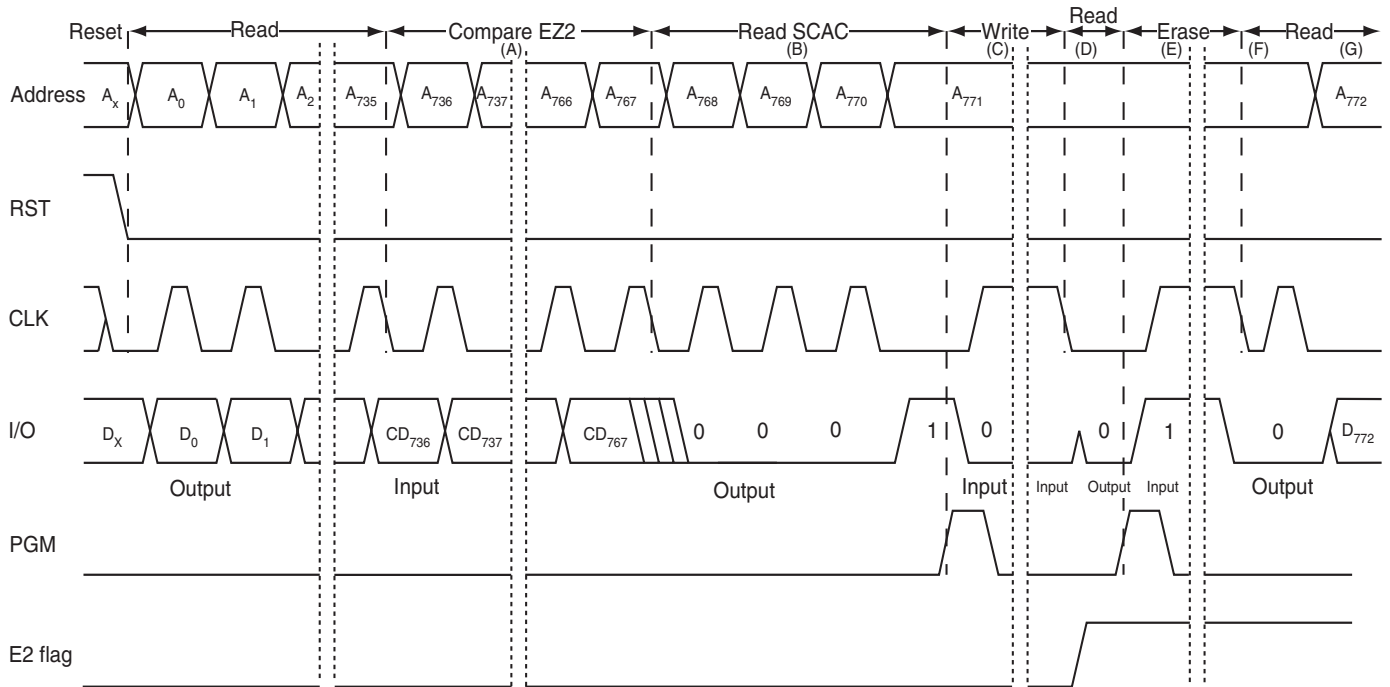 Reset Read Compare EZ2 Read SCAC Write Read Erase Read
(A) (B) (C) (D) (E) (F) (G)
Address Aₓ A₀ A₁ A₂ A₇₃₅ A₇₃₆ A₇₃₇ A₇₆₆ A₇₆₇ A₇₆₈ A₇₆₉ A₇₇₀ A₇₇₁ A₇₇₂
RST
CLK
I/O Dₓ D₀ D₁ CD₇₃₆ CD₇₃₇ CD₇₆₇ 0 0 0 1 0 0 1 0 D₇₇₂
Output Input Output Input Input Output Input Output
PGM
E2 flag